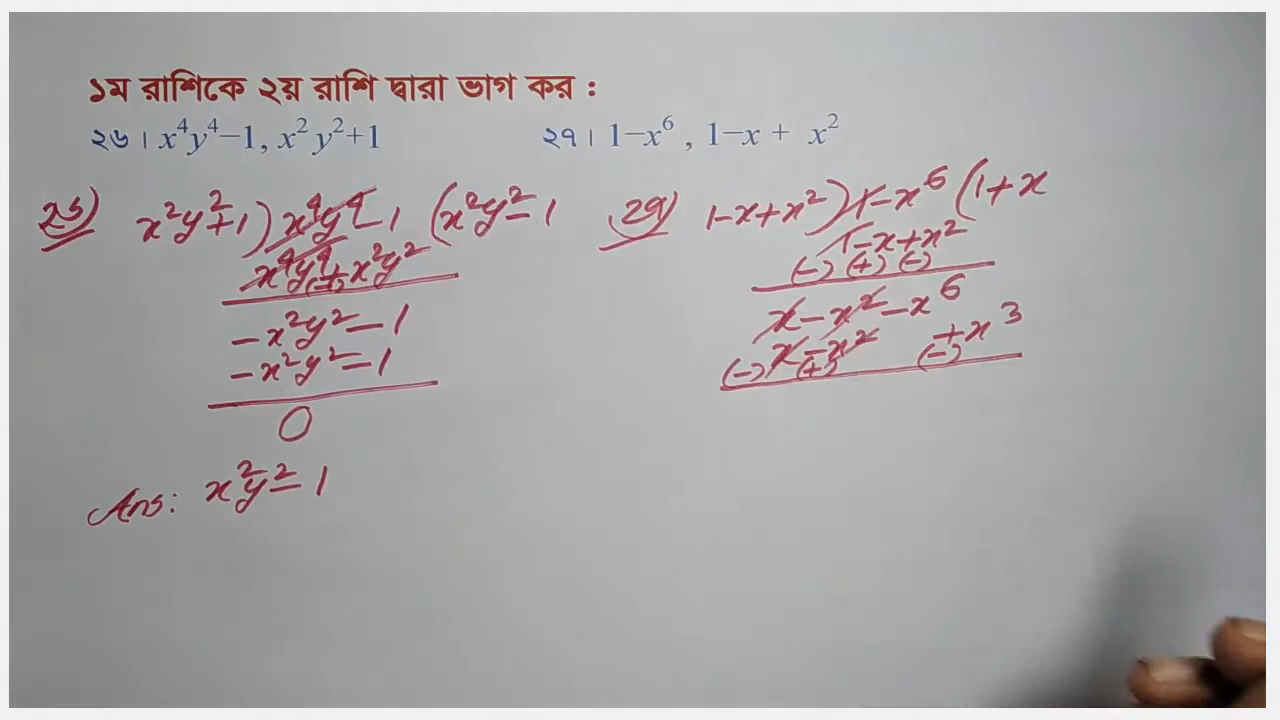 ১ম রাশিকে ২য় রাশি দ্বারা ভাগ কর :
২৬। x⁴y⁴−1, x² y²+1
২৭। 1−x⁶ , 1−x + x²
২৬) x²y²+1) x⁴y⁴−1 (x²y²−1
x⁴y⁴+x²y²
(−)
−x²y²−1
−x²y²−1
0
Ans: x²y²−1
২৭) 1−x+x²) 1−x⁶ (1+x
1−x+x²
(−) (+) (−)
x−x²−x⁶
x−x² +x³
(−) (+) (−)